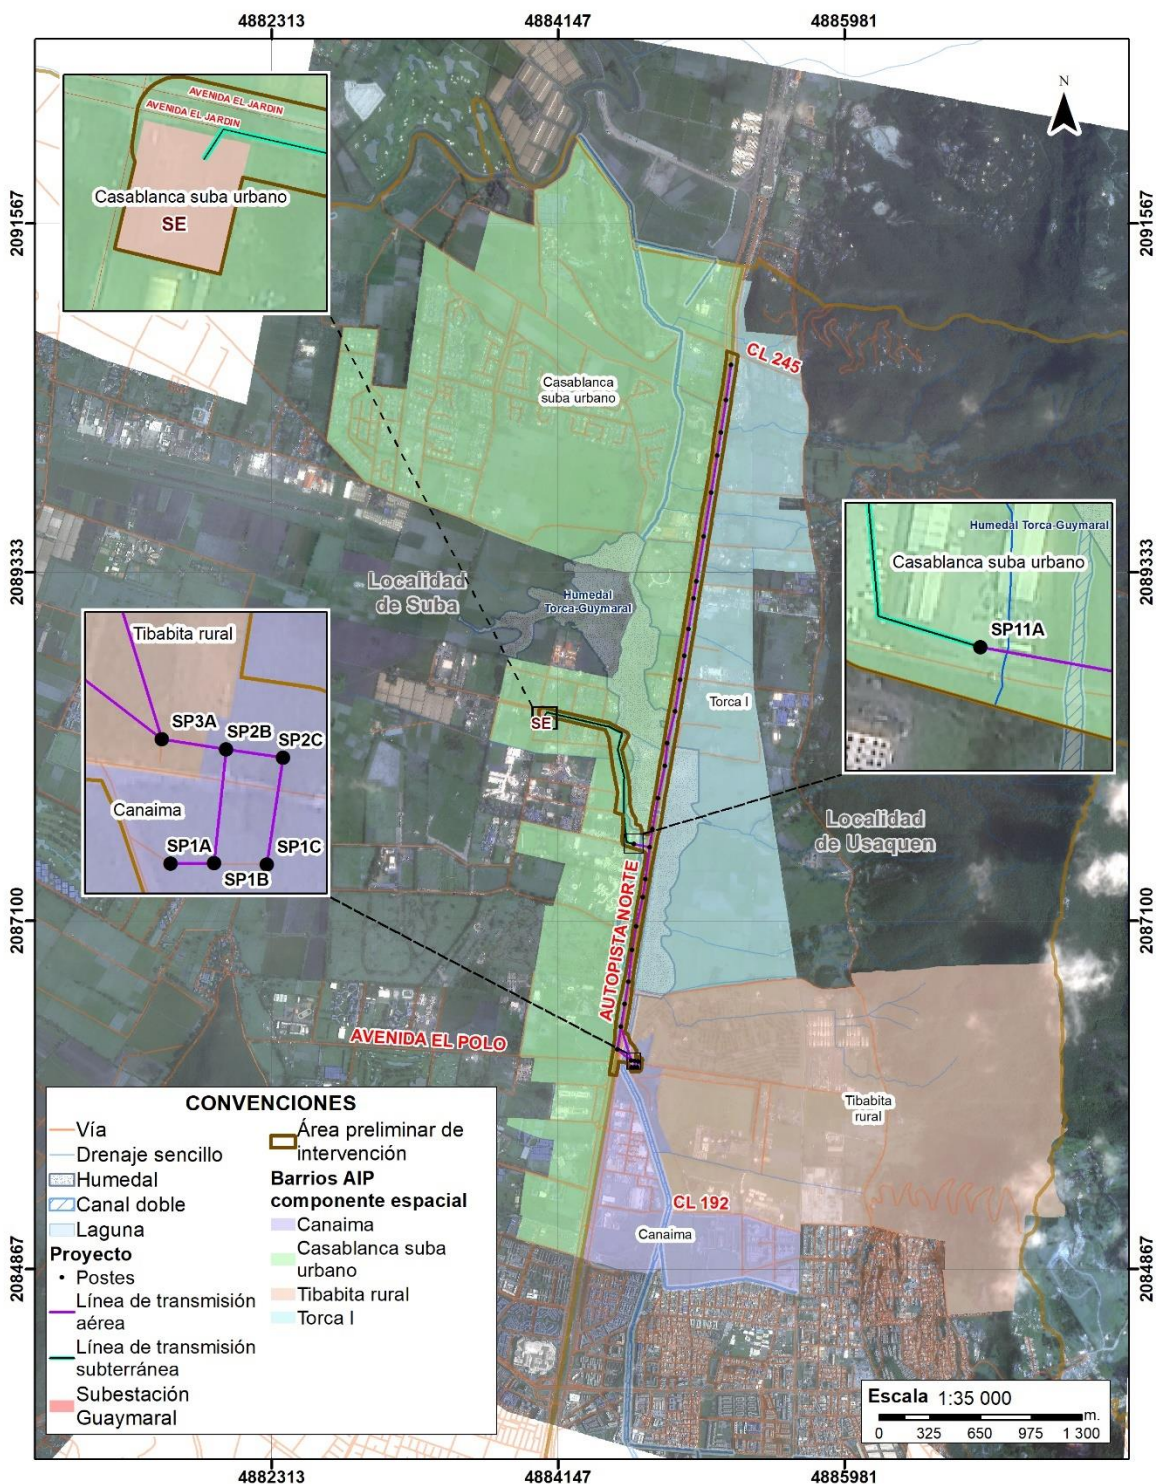 4882313
4884147
4885981
N
AVENIDA EL JARDIN
AVENIDA EL JARDIN
Casablanca suba urbano
SE
2091567
2091567
CL 245
Casablanca
suba urbano
Humedal Torca-Guymaral
Casablanca suba urbano
SP11A
2089333
2089333
Localidad
de Suba
Humedal
Torca-Guymaral
Tibabita rural
SP3A
SP2B
SP2C
Canaima
SP1A
SP1B
SP1C
Torca I
SE
Localidad
de Usaquen
2087100
2087100
AUTOPISTA NORTE
AVENIDA EL POLO
Tibabita
rural
CL 192
Canaima
2084867
2084867
CONVENCIONES
Vía
Drenaje sencillo
Humedal
Canal doble
Laguna
Proyecto
Postes
Línea de transmisión
aérea
Línea de transmisión
subterránea
Subestación
Guaymaral
Área preliminar de
intervención
Barrios AIP
componente espacial
Canaima
Casablanca suba
urbano
Tibabita rural
Torca I
Escala 1:35 000
m.
0 325 650 975 1 300
4882313
4884147
4885981